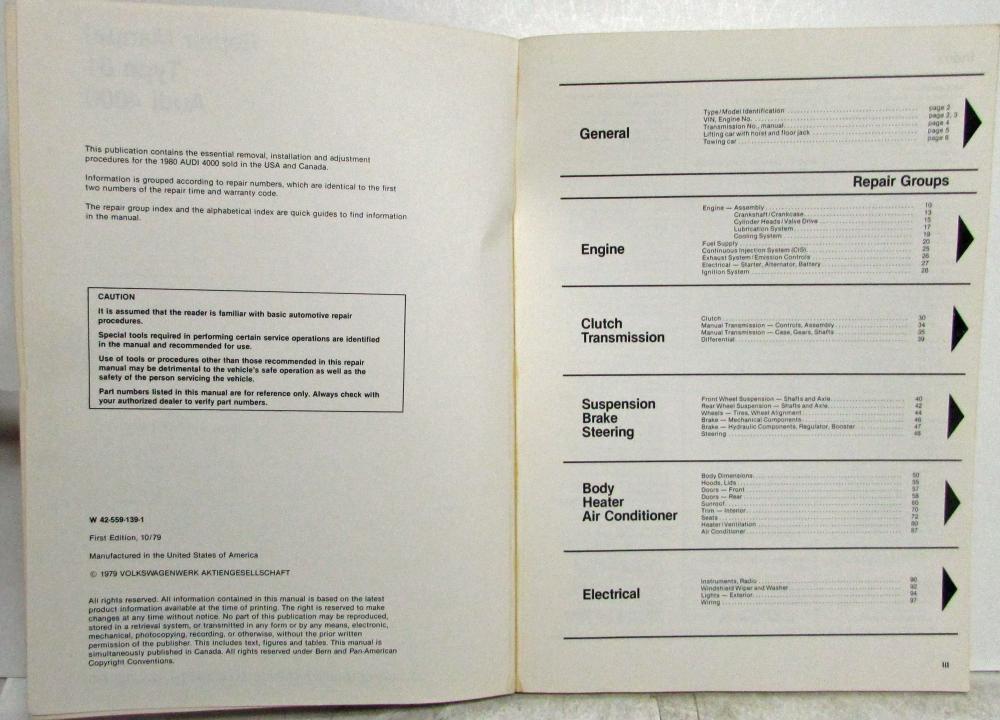 This publication contains the essential removal, installation and adjustment
procedures for the 1980 AUDI 4000 sold in the USA and Canada.
Information is grouped according to repair numbers, which are identical to the first
two numbers of the repair time and warranty code.
The repair group index and the alphabetical index are quick guides to find information
in the manual.
CAUTION
It is assumed that the reader is familiar with basic automotive repair
procedures.
Special tools required in performing certain service operations are identified
in the manual and recommended for use.
Use of tools or procedures other than those recommended in this repair
manual may be detrimental to the vehicle's safe operation as well as the
safety of the person servicing the vehicle.
Part numbers listed in this manual are for reference only. Always check with
your authorized dealer to verify part numbers.
W 42-559-139-1
First Edition, 10/79
Manufactured in the United States of America
© 1979 VOLKSWAGENWERK AKTIENGESELLSCHAFT
All rights reserved. All information contained in this manual is based on the latest
product information available at the time of printing. The right is reserved to make
changes at any time without notice. No part of this publication may be reproduced,
stored in a retrieval system, or transmitted in any form or by any means, electronic,
mechanical, photocopying, recording, or otherwise, without the prior written
permission of the publisher. This includes text, figures and tables. This manual is
simultaneously published in Canada. All rights reserved under Bern and Pan-American
Copyright Conventions.
General
Type/Model Identification page 2
VIN, Engine No. page 2, 3
Transmission No., manual page 4
Lifting car with hoist and floor jack page 5
Towing car page 6
Repair Groups
Engine
Engine — Assembly 10
Crankshaft/Crankcase 13
Cylinder Heads/Valve Drive 15
Lubrication System 17
Cooling System 19
Fuel Supply 20
Continuous Injection System (CIS) 25
Exhaust System/Emission Controls 26
Electrical — Starter, Alternator, Battery 27
Ignition System 28
Clutch
Transmission
Clutch 30
Manual Transmission — Controls, Assembly 34
Manual Transmission — Case, Gears, Shafts 35
Differential 39
Suspension
Brake
Steering
Front Wheel Suspension — Shafts and Axle 40
Rear Wheel Suspension — Shafts and Axle 42
Wheels — Tires, Wheel Alignment 44
Brake — Mechanical Components 46
Brake — Hydraulic Components, Regulator, Booster 47
Steering 48
Body
Heater
Air Conditioner
Body Dimensions 50
Hoods, Lids 55
Doors — Front 57
Doors — Rear 58
Sunroof 60
Trim — Interior 70
Seats 72
Heater/Ventilation 80
Air Conditioner 87
Electrical
Instruments, Radio 90
Windshield Wiper and Washer 92
Lights — Exterior 94
Wiring 97
III